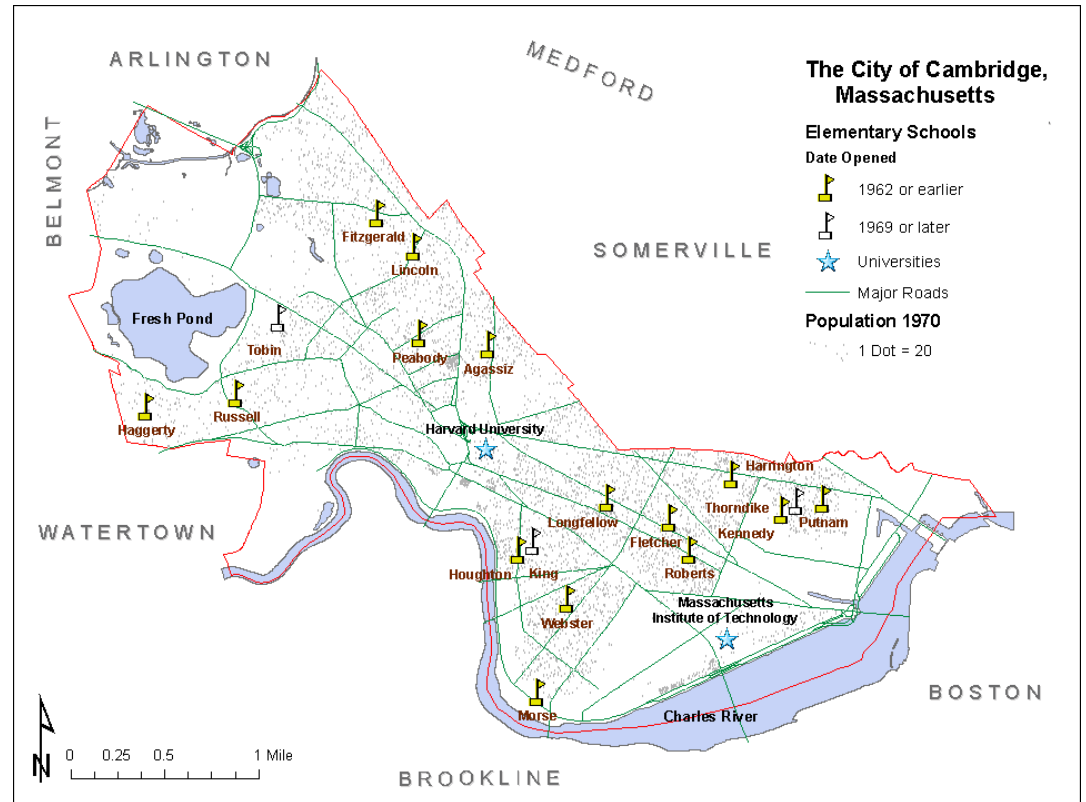 ARLINGTON
MEDFORD
The City of Cambridge,
Massachusetts
Elementary Schools
Date Opened
1962 or earlier
1969 or later
Universities
Major Roads
Population 1970
1 Dot = 20
BELMONT
SOMERVILLE
Fitzgerald
Lincoln
Fresh Pond
Tobin
Peabody
Agassiz
Haggerty
Russell
Harvard University
WATERTOWN
Harrington
Longfellow
Thorndike
Kennedy
Putnam
Fletcher
Roberts
Houghton
King
Webster
Massachusetts
Institute of Technology
Morse
Charles River
BOSTON
BROOKLINE
N
0 0.25 0.5 1 Mile